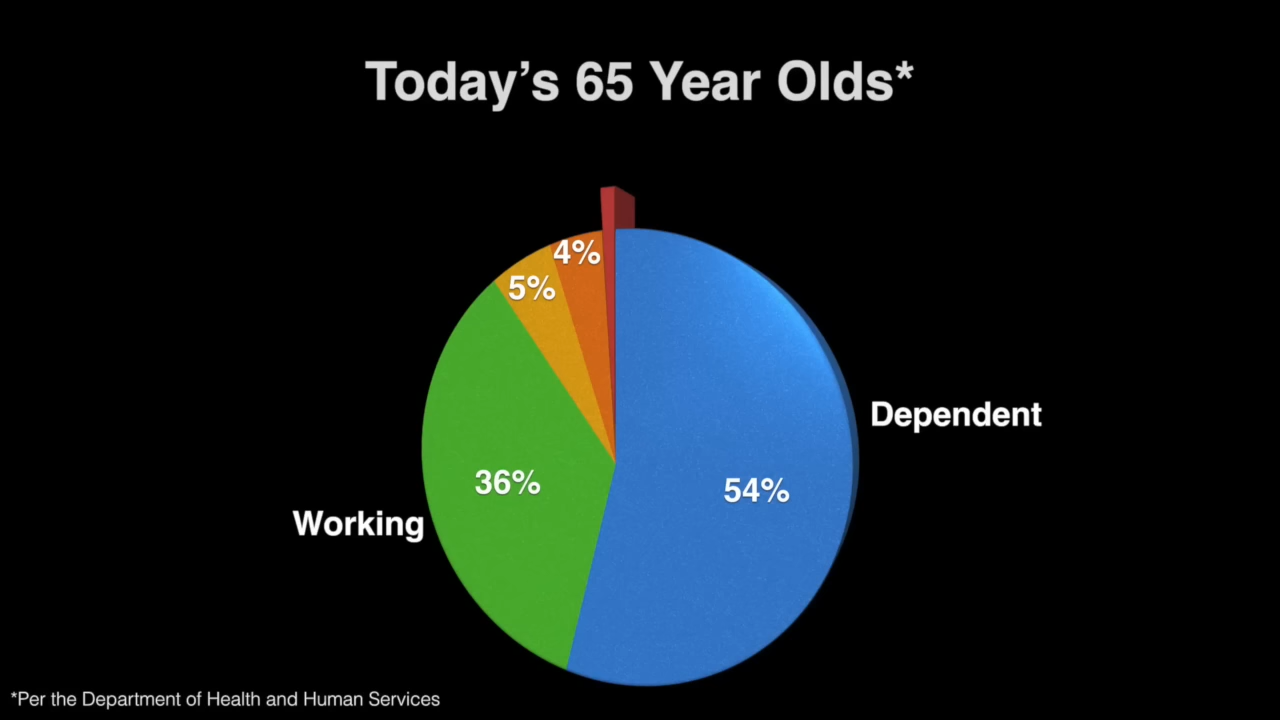 Today's 65 Year Olds*
4%
5%
Dependent
36%
54%
Working
*Per the Department of Health and Human Services